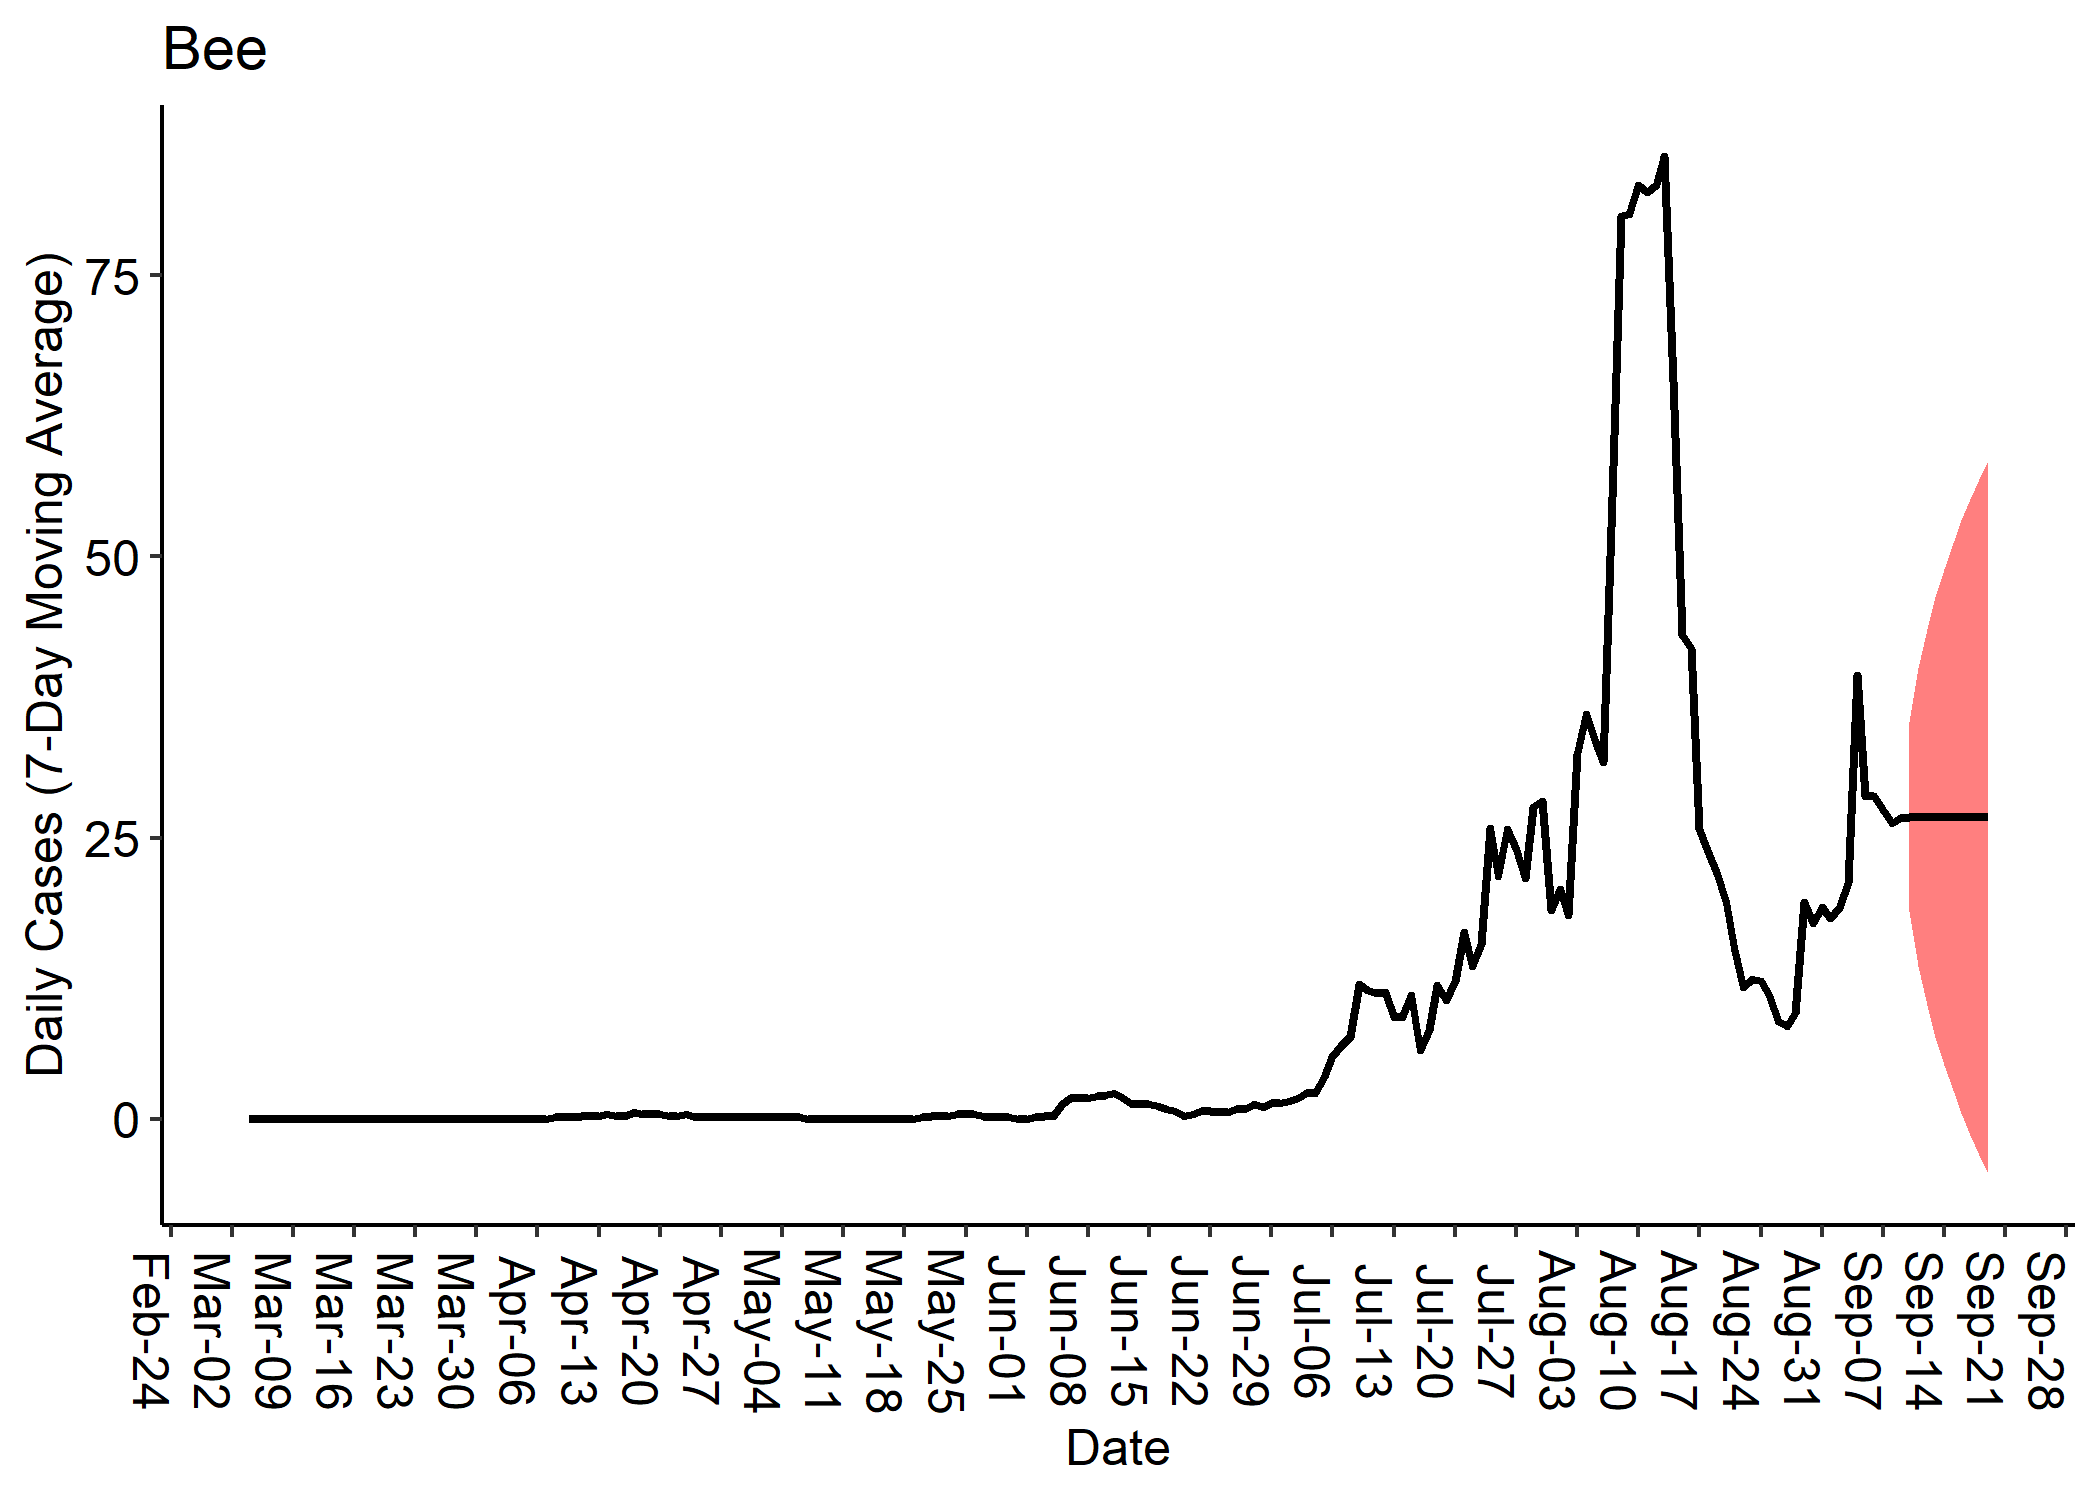 Bee
Daily Cases (7-Day Moving Average)
75
50
25
0
Feb-24
Mar-02
Mar-09
Mar-16
Mar-23
Mar-30
Apr-06
Apr-13
Apr-20
Apr-27
May-04
May-11
May-18
May-25
Jun-01
Jun-08
Jun-15
Jun-22
Jun-29
Jul-06
Jul-13
Jul-20
Jul-27
Aug-03
Aug-10
Aug-17
Aug-24
Aug-31
Sep-07
Sep-14
Sep-21
Sep-28
Date